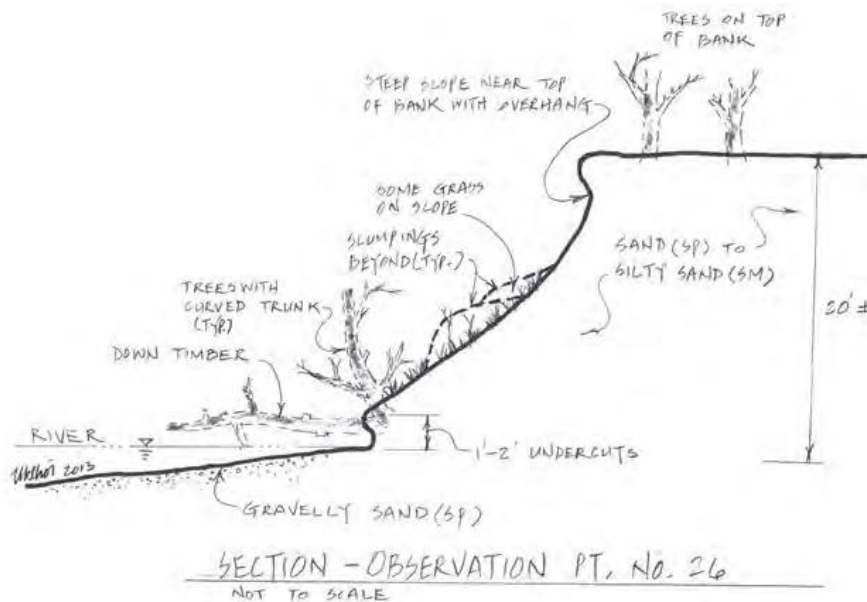 TREES ON TOP
OF BANK
STEEP SLOPE NEAR TOP
OF BANK WITH OVERHANG
SOME GRASS
ON SLOPE
SLUMPINGS
BEYOND (TYP.)
SAND (SP) TO
SILTY SAND (SM)
20' ±
TREES WITH
CURVED TRUNK
(TYP.)
DOWN TIMBER
RIVER
2013
1'-2' UNDERCUTS
GRAVELLY SAND (SP)
SECTION - OBSERVATION PT. No. 26
NOT TO SCALE